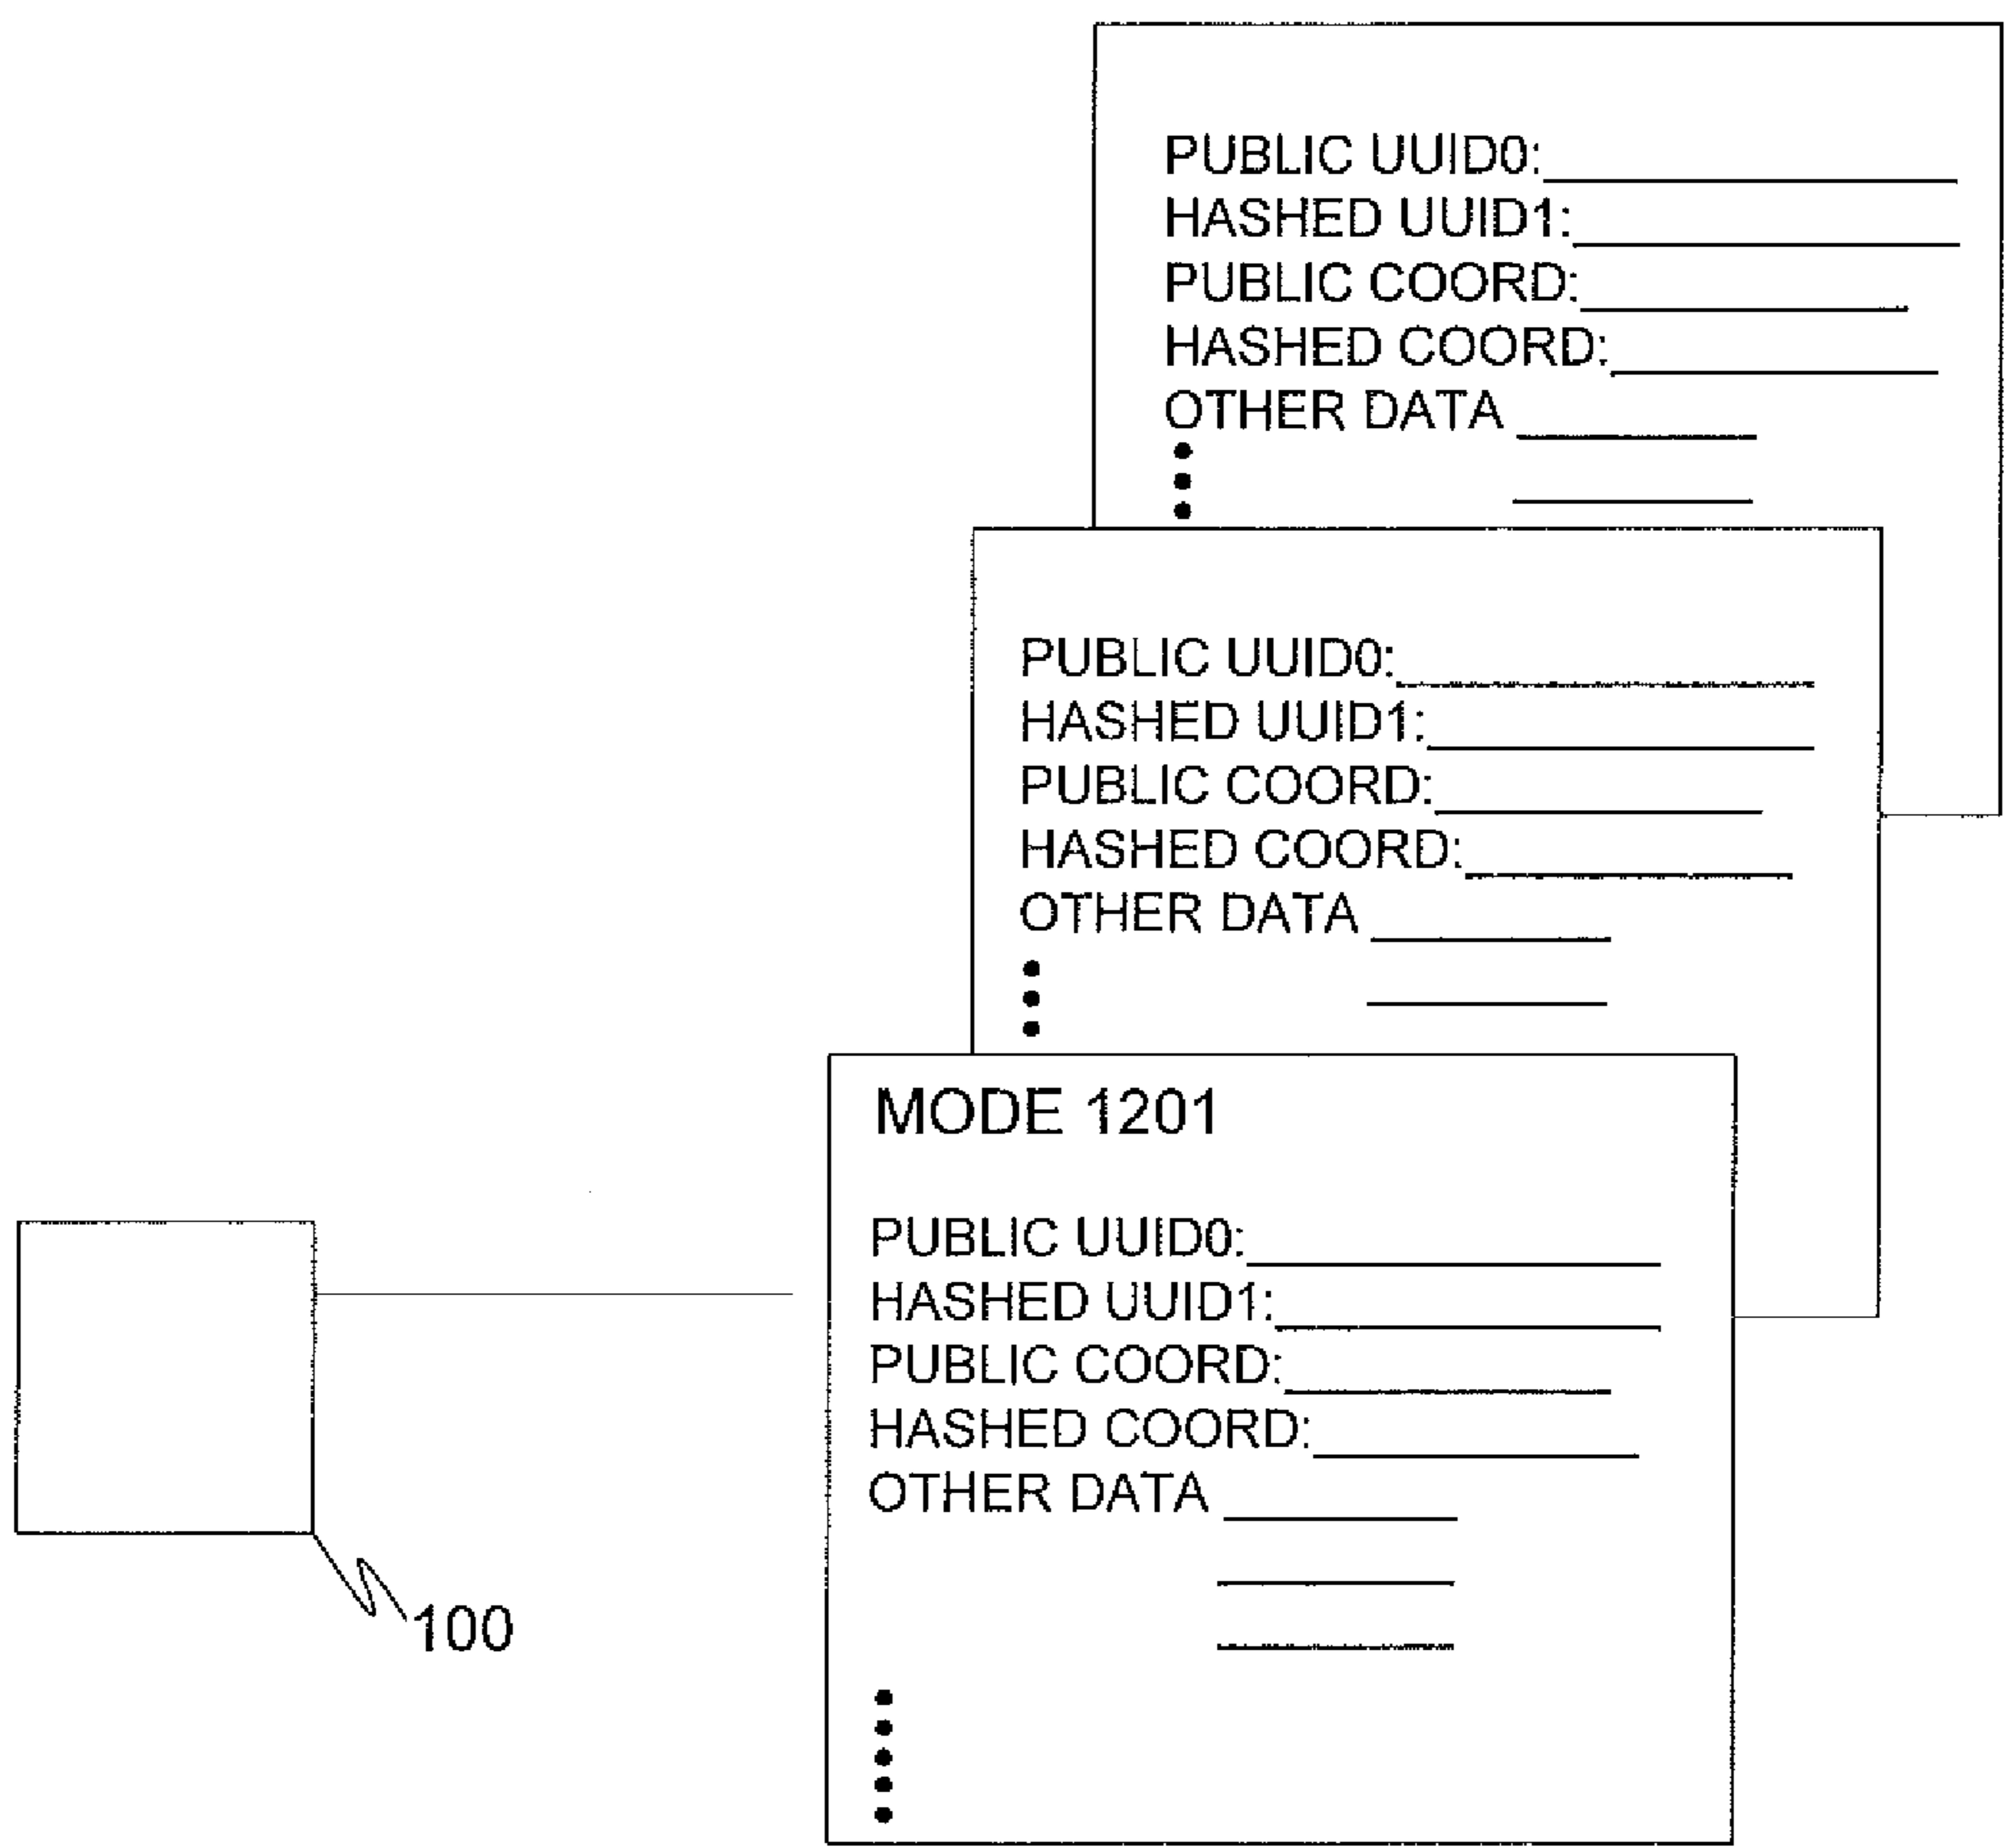 PUBLIC UUID0:
HASHED UUID1:
PUBLIC COORD:
HASHED COORD:
OTHER DATA
PUBLIC UUID0:
HASHED UUID1:
PUBLIC COORD:
HASHED COORD:
OTHER DATA
MODE 1201
PUBLIC UUID0:
HASHED UUID1:
PUBLIC COORD:
HASHED COORD:
OTHER DATA
100